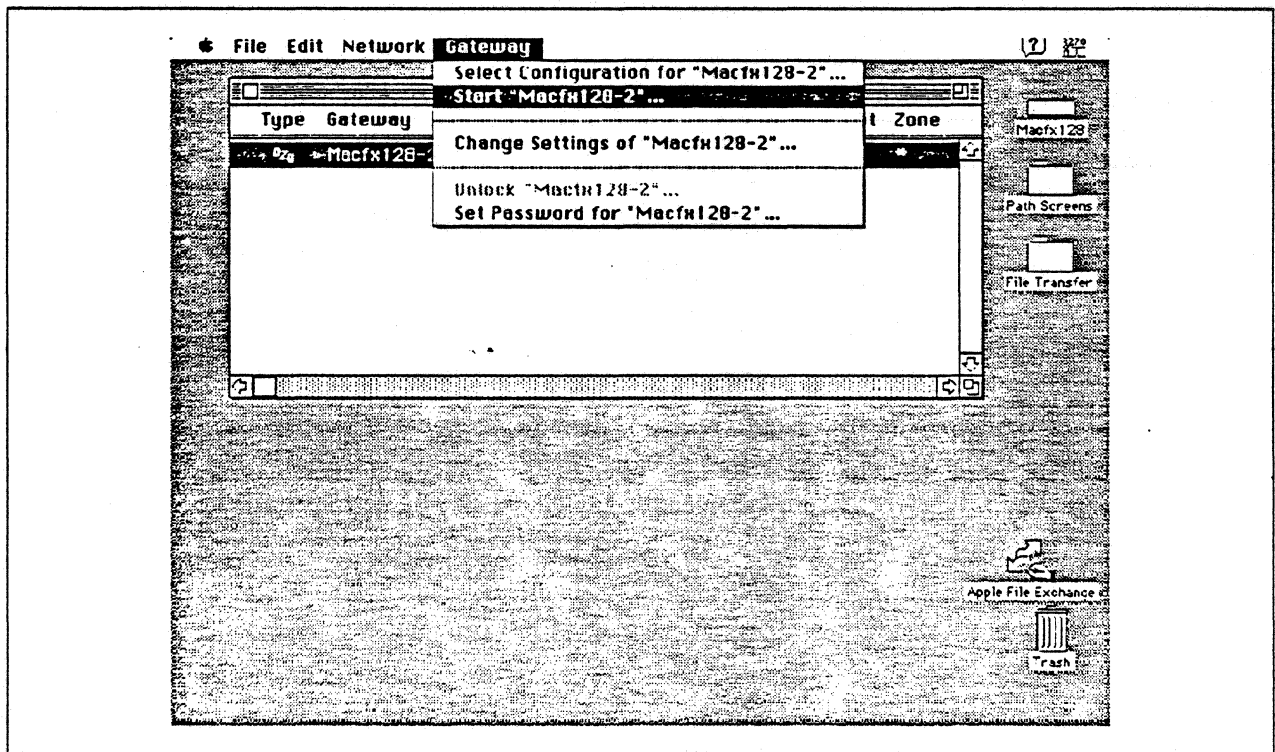 File Edit Network Gateway
3270
Select Configuration for "Macfx128-2"...
Start "Macfx128-2"...
Type Gateway
t Zone
Change Settings of "Macfx128-2"...
Macfx128-2
Unlock "Macfx128-2"...
Set Password for "Macfx128-2"...
Macfx128
Path Screens
File Transfer
Apple File Exchange
Trash